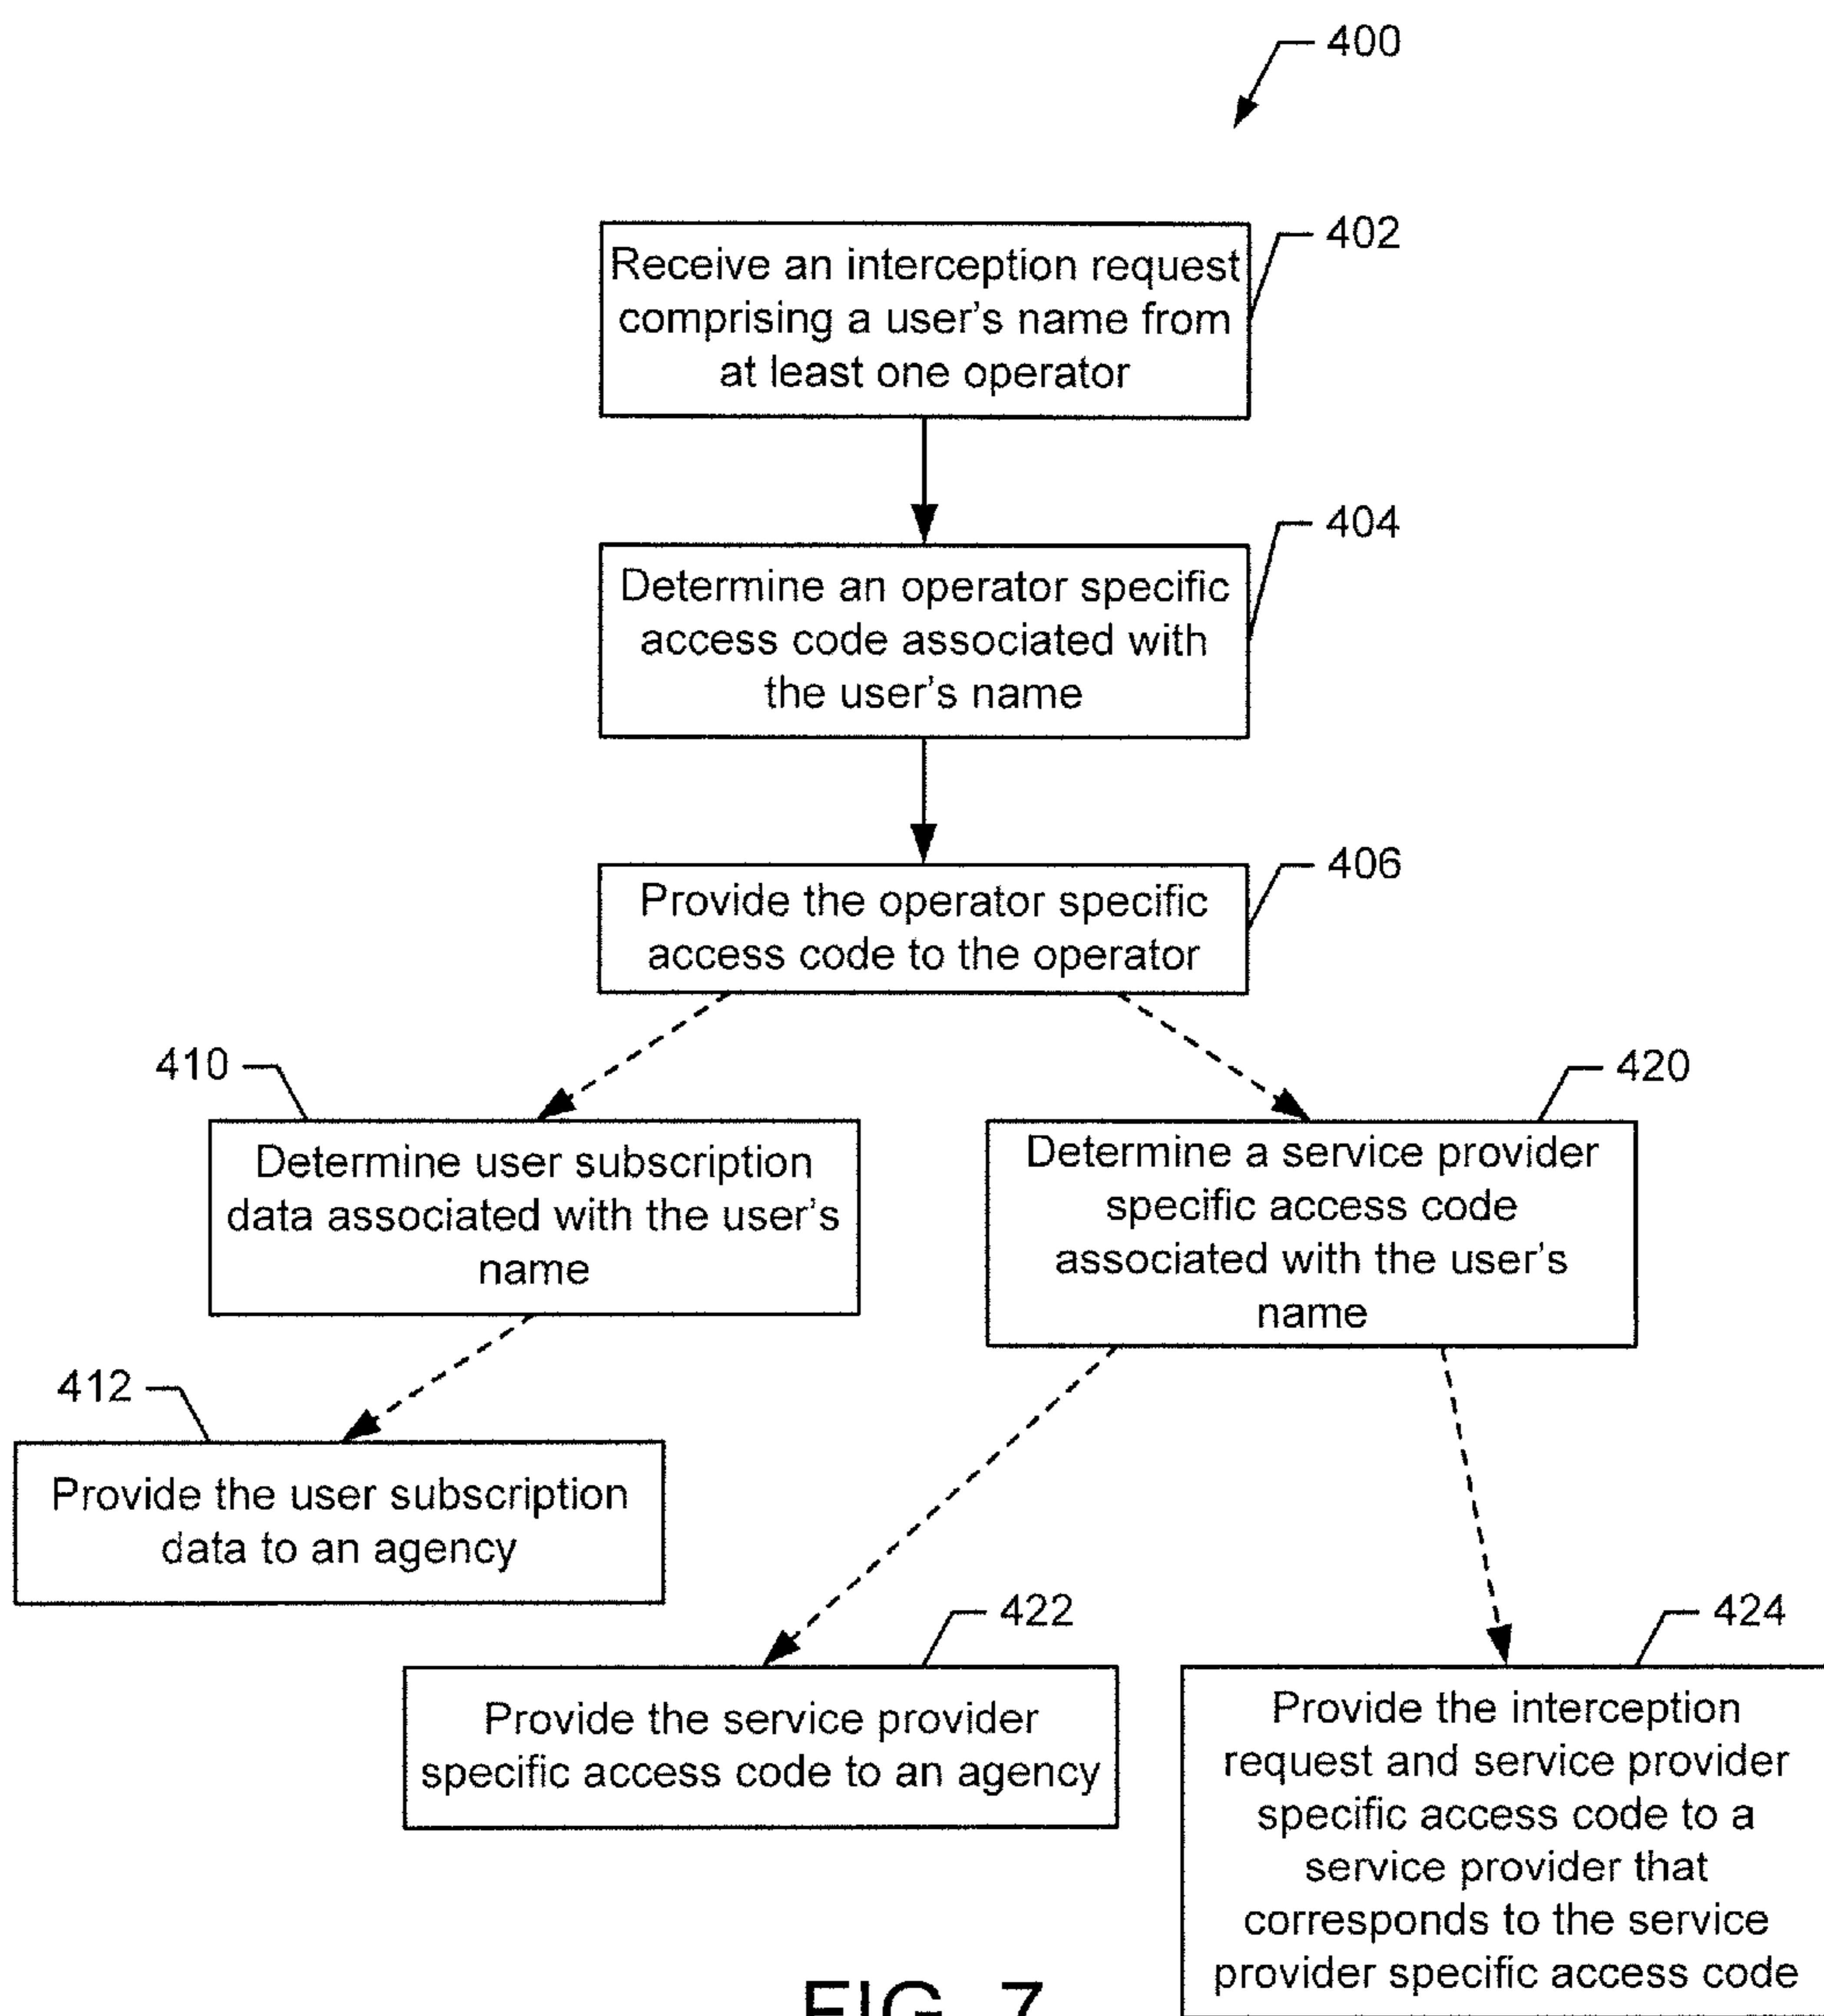 400
402
Receive an interception request
comprising a user's name from
at least one operator
404
Determine an operator specific
access code associated with
the user's name
406
Provide the operator specific
access code to the operator
410
Determine user subscription
data associated with the user's
name
420
Determine a service provider
specific access code
associated with the user's
name
412
Provide the user subscription
data to an agency
422
Provide the service provider
specific access code to an agency
424
Provide the interception
request and service provider
specific access code to a
service provider that
corresponds to the service
provider specific access code
FIG. 7